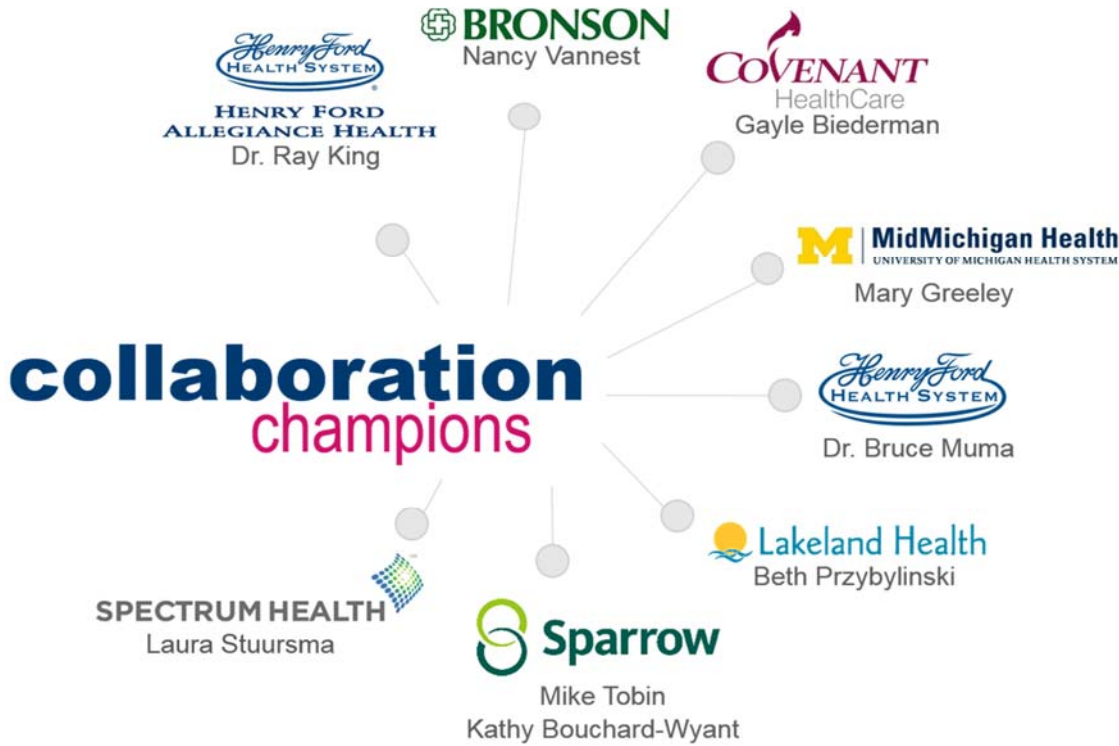 Henry Ford
HEALTH SYSTEM
HENRY FORD
ALLEGIANCE HEALTH
Dr. Ray King
BRONSON
Nancy Vannest
COVENANT
HealthCare
Gayle Biederman
M
MidMichigan Health
UNIVERSITY OF MICHIGAN HEALTH SYSTEM
Mary Greeley
collaboration
champions
Henry Ford
HEALTH SYSTEM
Dr. Bruce Muma
Lakeland Health
Beth Przybylinski
SPECTRUM HEALTH
Laura Stuursma
Sparrow
Mike Tobin
Kathy Bouchard-Wyant